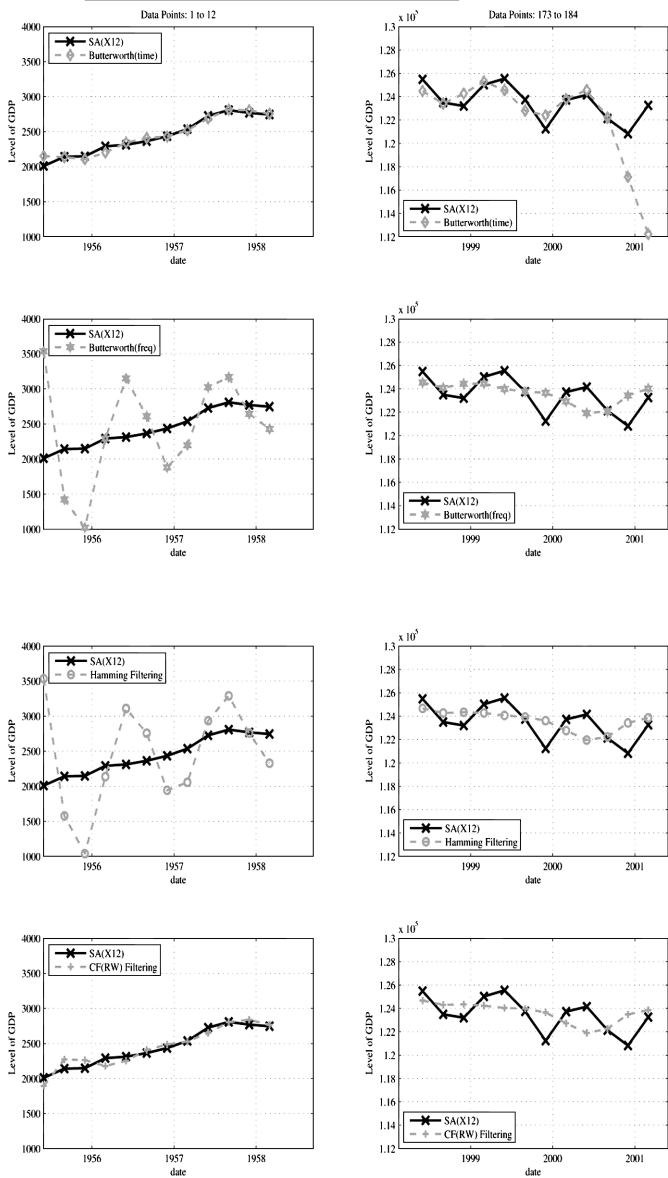 Data Points: 1 to 12
4000
3500
3000
2500
2000
1500
1000
Level of GDP
SA(X12)
Butterworth(time)
1956
1957
1958
date
Data Points: 173 to 184
x 10^5
1.3
1.28
1.26
1.24
1.22
1.2
1.18
1.16
1.14
1.12
Level of GDP
SA(X12)
Butterworth(time)
1999
2000
2001
date
4000
3500
3000
2500
2000
1500
1000
Level of GDP
SA(X12)
Butterworth(freq)
1956
1957
1958
date
x 10^5
1.3
1.28
1.26
1.24
1.22
1.2
1.18
1.16
1.14
1.12
Level of GDP
SA(X12)
Butterworth(freq)
1999
2000
2001
date
4000
3500
3000
2500
2000
1500
1000
Level of GDP
SA(X12)
Hamming Filtering
1956
1957
1958
date
x 10^5
1.3
1.28
1.26
1.24
1.22
1.2
1.18
1.16
1.14
1.12
Level of GDP
SA(X12)
Hamming Filtering
1999
2000
2001
date
4000
3500
3000
2500
2000
1500
1000
Level of GDP
SA(X12)
CF(RW) Filtering
1956
1957
1958
date
x 10^5
1.3
1.28
1.26
1.24
1.22
1.2
1.18
1.16
1.14
1.12
Level of GDP
SA(X12)
CF(RW) Filtering
1999
2000
2001
date